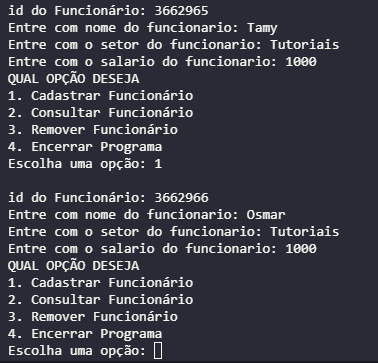 id do Funcionário: 3662965
Entre com nome do funcionario: Tamy
Entre com o setor do funcionario: Tutoriais
Entre com o salario do funcionario: 1000
QUAL OPÇÃO DESEJA
1. Cadastrar Funcionário
2. Consultar Funcionário
3. Remover Funcionário
4. Encerrar Programa
Escolha uma opção: 1
id do Funcionário: 3662966
Entre com nome do funcionario: Osmar
Entre com o setor do funcionario: Tutoriais
Entre com o salario do funcionario: 1000
QUAL OPÇÃO DESEJA
1. Cadastrar Funcionário
2. Consultar Funcionário
3. Remover Funcionário
4. Encerrar Programa
Escolha uma opção: